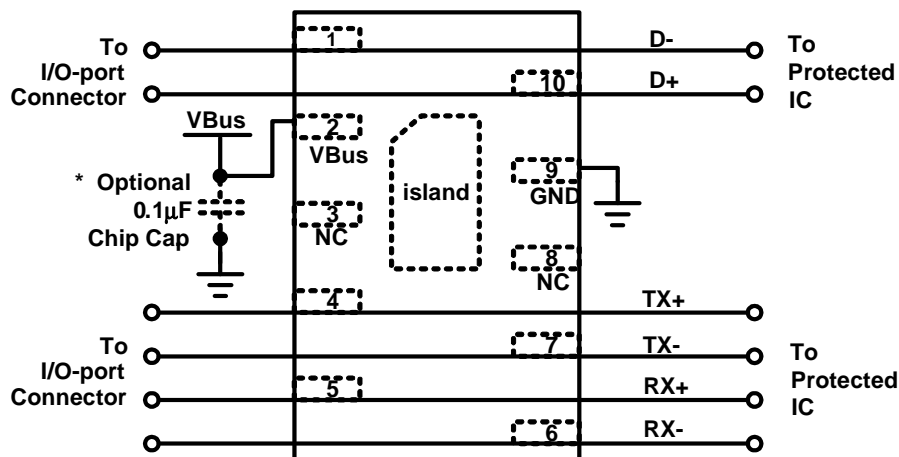 To
I/O-port
Connector
1
D-
To
Protected
IC
10
D+
VBus
2
VBus
* Optional
0.1μF
Chip Cap
island
9
GND
3
NC
8
NC
4
TX+
To
I/O-port
Connector
7
TX-
To
Protected
IC
5
RX+
6
RX-